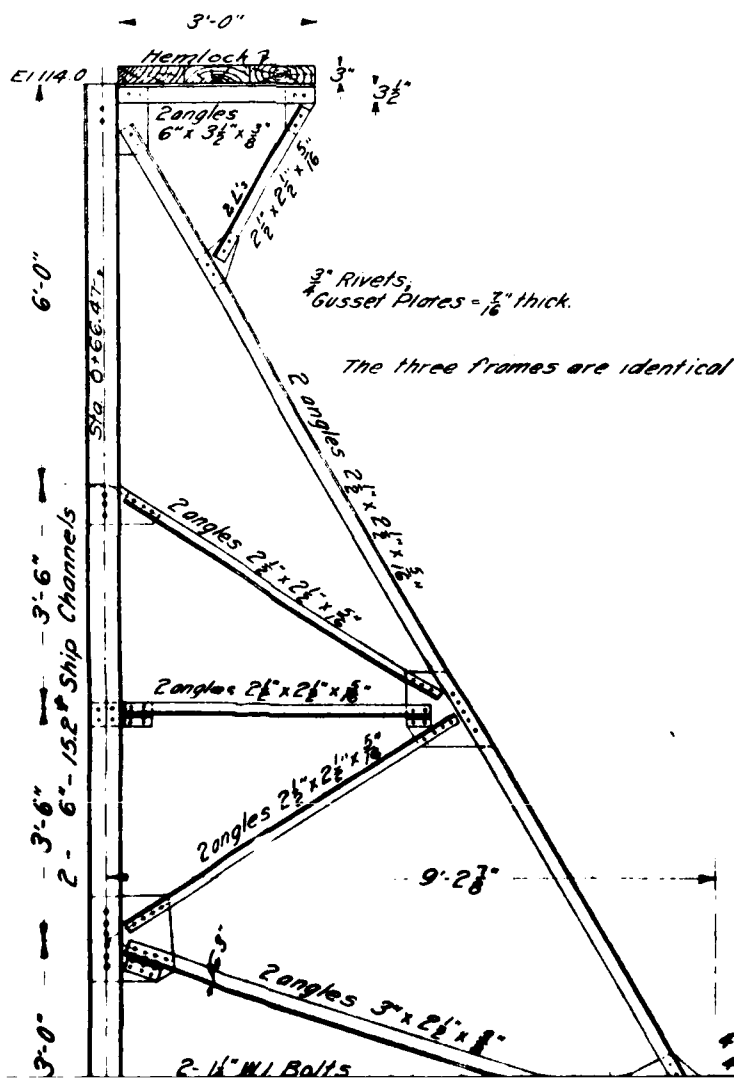 3'-0"
Hemlock
El 114.0
3"
3½"
2 angles
6" x 3½" x ⅜"
2 L's
2½" x 2½" x 5/16"
6'-0"
Sta. 0+66.47
¾" Rivets,
Gusset Plates = 7/16" thick.
The three frames are identical
2 angles 2½" x 2½" x 5/16"
3'-6"
2 angles 2½" x 2½" x 5/16"
2 angles 2½" x 2½" x 5/16"
2 - 6" - 15.2# Ship Channels
3'-6"
2 angles 2½" x 2½" x 5/16"
9'-2⅞"
3'-0"
2 angles 3" x 2½" x
2-1¼" W.I. Bolts
4
4